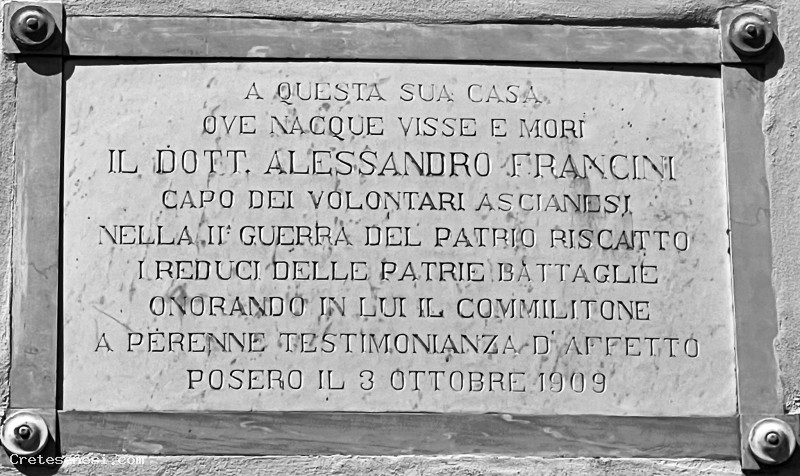 A QUESTA SUA CASA
OVE NACQUE VISSE E MORÌ
IL DOTT. ALESSANDRO FRANCINI
CAPO DEI VOLONTARI ASCIANESI
NELLA IIª GUERRA DEL PATRIO RISCATTO
I REDUCI DELLE PATRIE BATTAGLIE
ONORANDO IN LUI IL COMMILITONE
A PERENNE TESTIMONIANZA D'AFFETTO
POSERO IL 3 OTTOBRE 1909
Cretesenesi.com